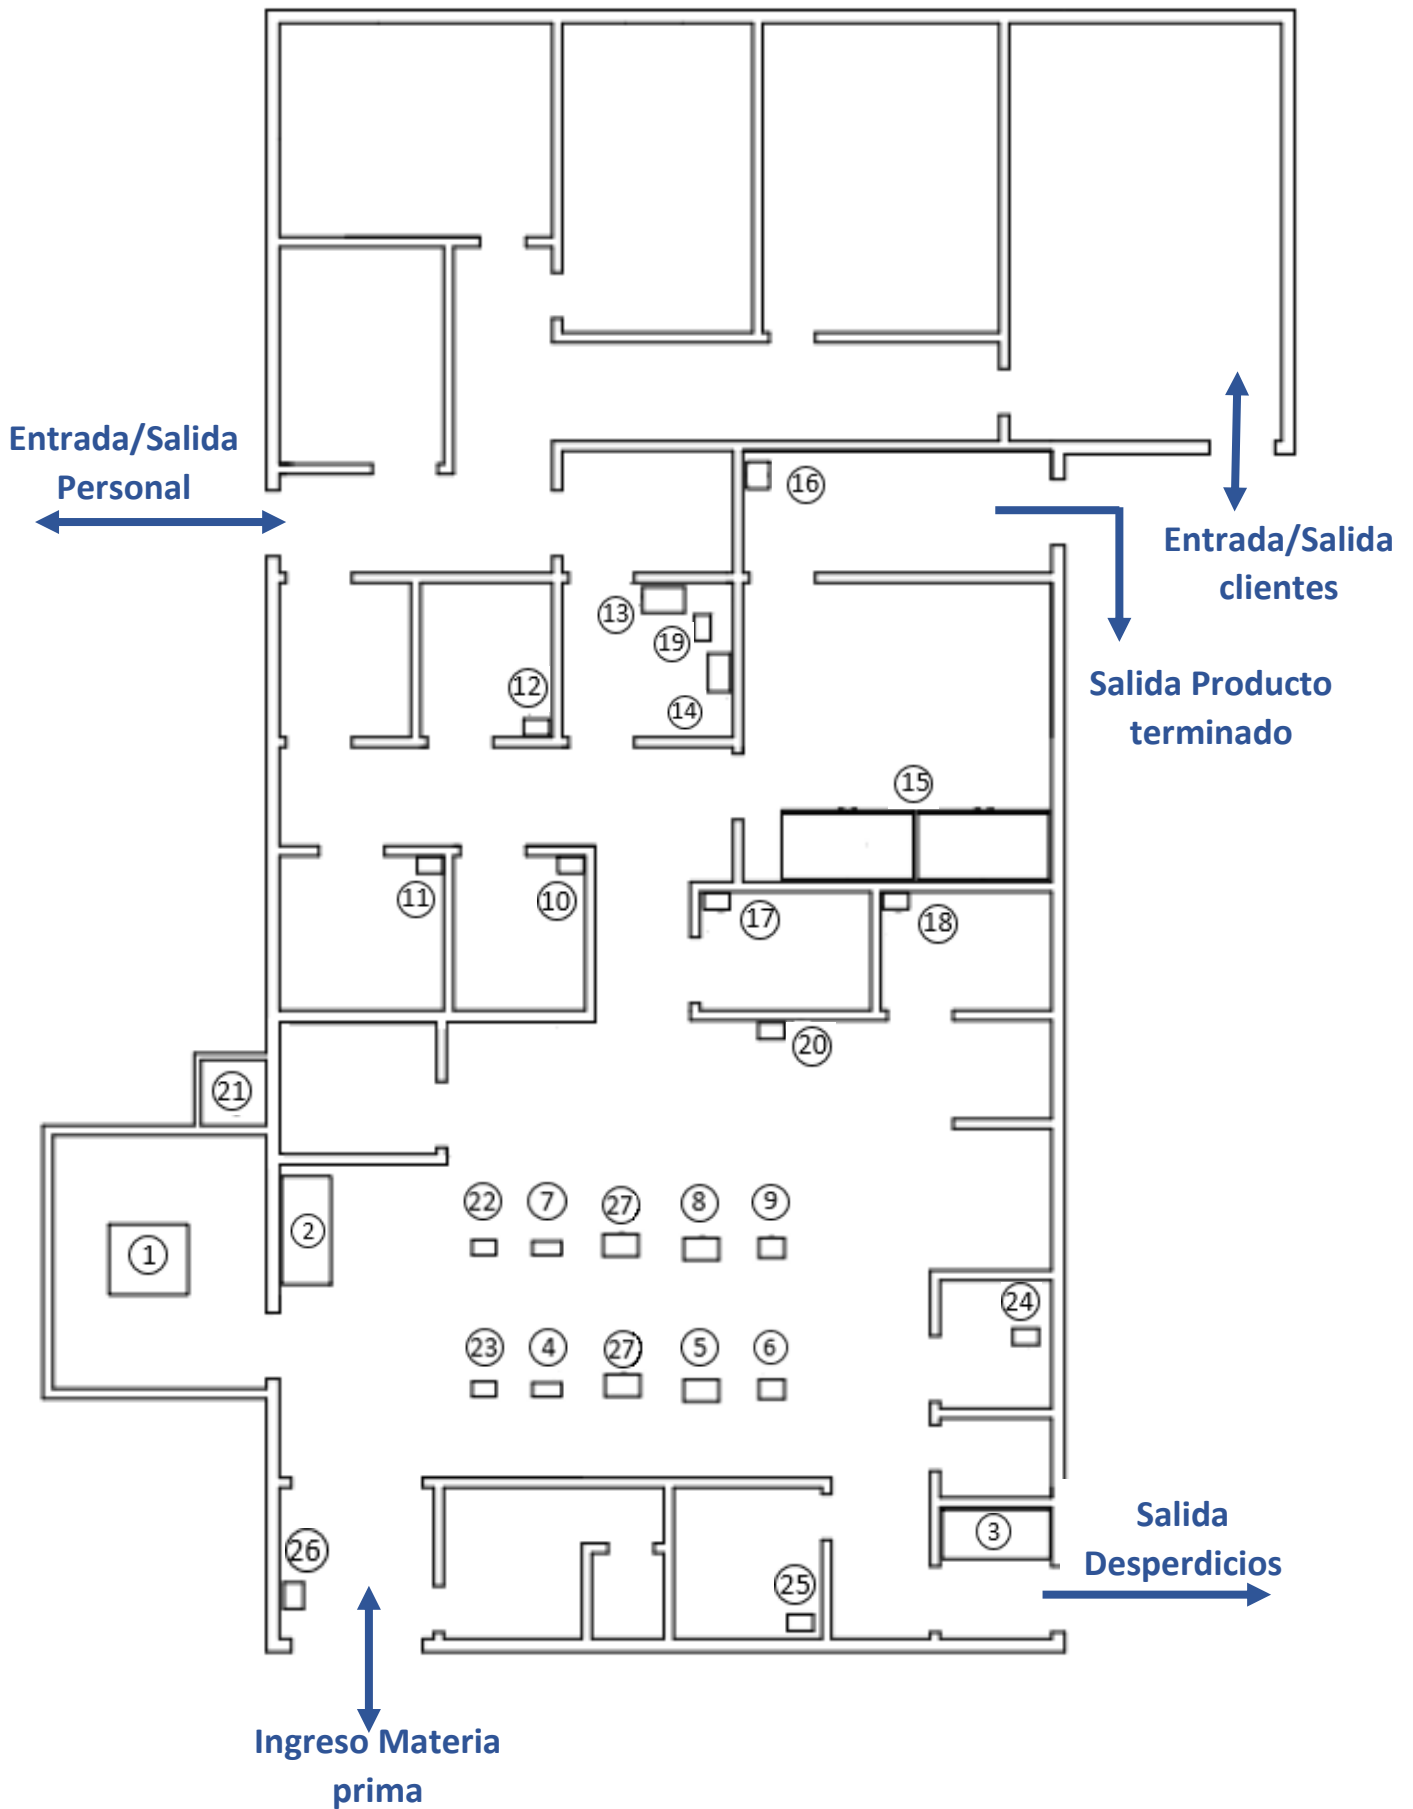 Entrada/Salida
Personal
16
Entrada/Salida
clientes
13
19
12
14
Salida Producto
terminado
15
11
10
17
18
20
21
22
7
27
8
9
2
1
24
23
4
27
5
6
3
Salida
Desperdicios
26
25
Ingreso Materia
prima